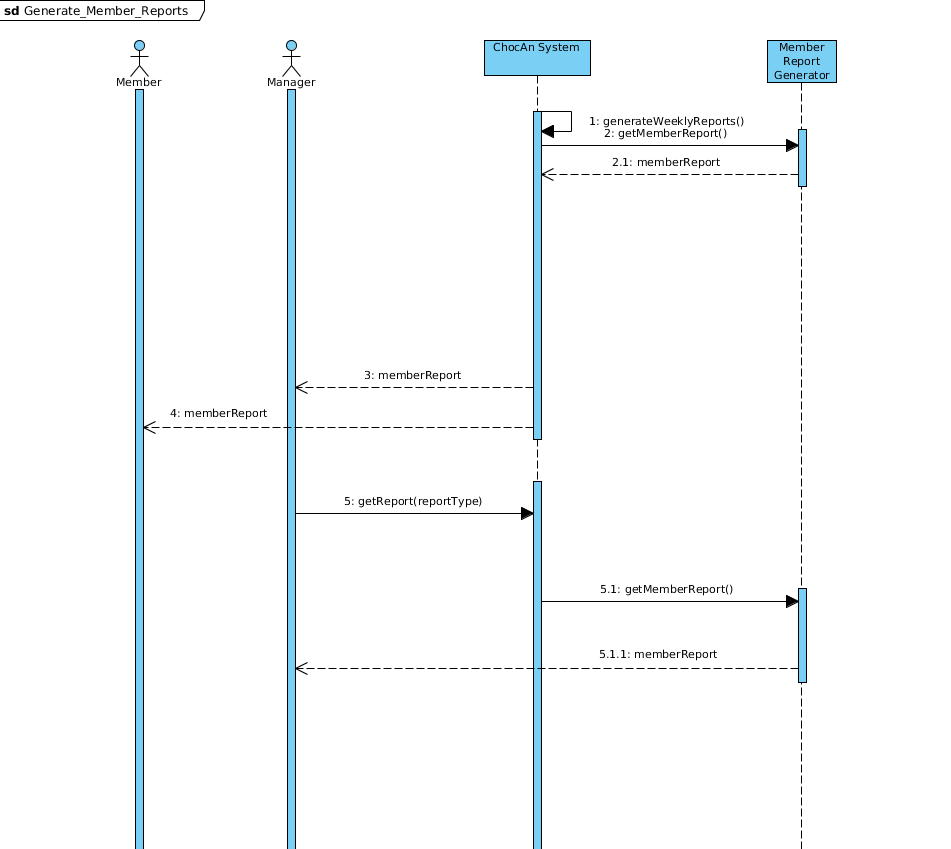 sd Generate_Member_Reports
Member
Manager
ChocAn System
Member
Report
Generator
1: generateWeeklyReports()
2: getMemberReport()
2.1: memberReport
3: memberReport
4: memberReport
5: getReport(reportType)
5.1: getMemberReport()
5.1.1: memberReport